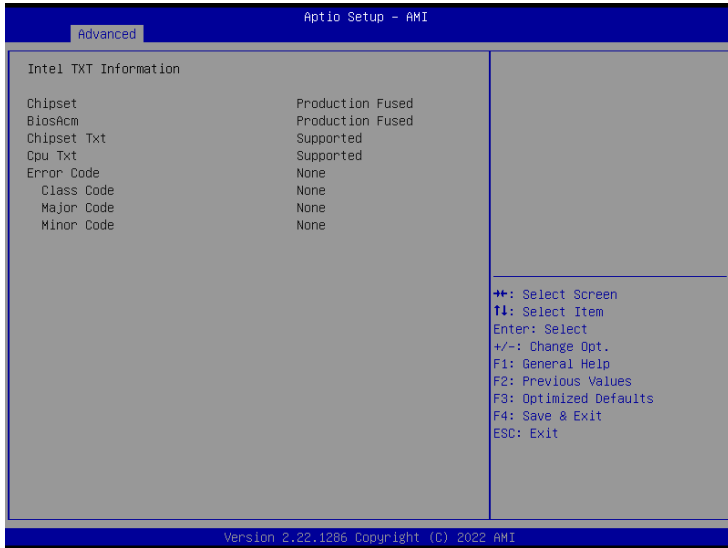 Aptio Setup - AMI
Advanced
Intel TXT Information
Chipset Production Fused
BiosAcm Production Fused
Chipset Txt Supported
Cpu Txt Supported
Error Code None
Class Code None
Major Code None
Minor Code None
→←: Select Screen
↑↓: Select Item
Enter: Select
+/-: Change Opt.
F1: General Help
F2: Previous Values
F3: Optimized Defaults
F4: Save & Exit
ESC: Exit
Version 2.22.1286 Copyright (C) 2022 AMI